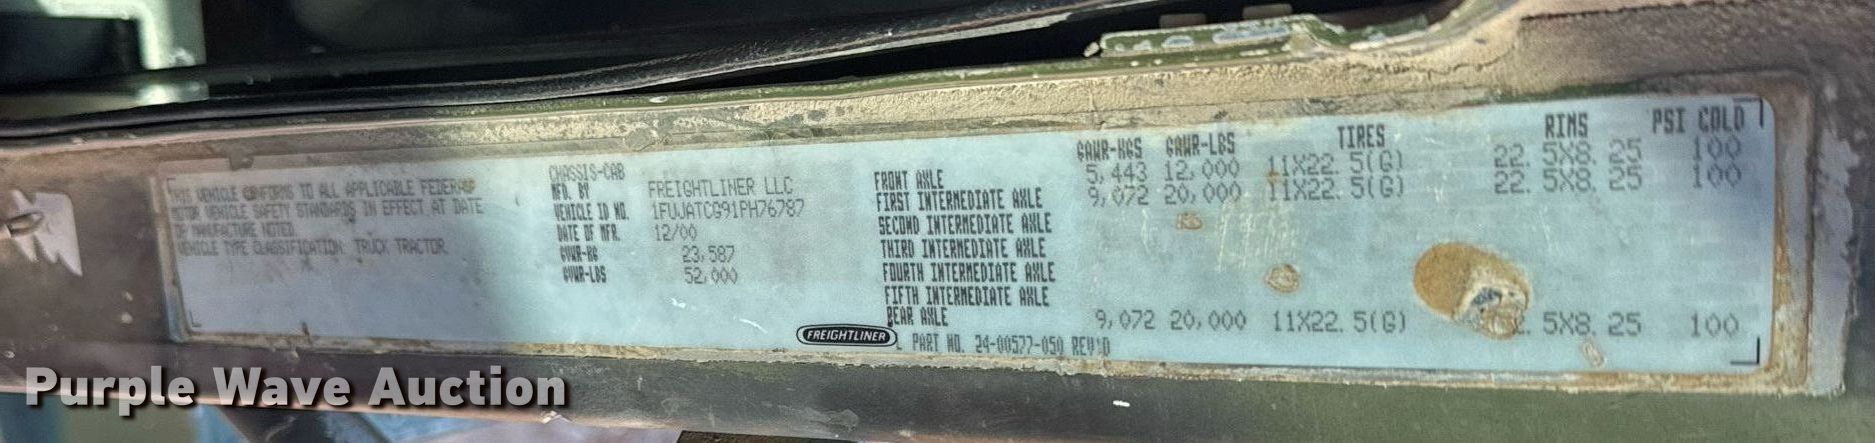 THIS VEHICLE CONFORMS TO ALL APPLICABLE FEDERAL
MOTOR VEHICLE SAFETY STANDARDS IN EFFECT AT DATE
OF MANUFACTURE NOTED.
VEHICLE TYPE CLASSIFICATION: TRUCK TRACTOR
CHASSIS-CAB
MFD. BY FREIGHTLINER LLC
VEHICLE ID NO. 1FUJATCG91PH76787
DATE OF MFR. 12/00
GVWR-KG 23,587
GVWR-LBS 52,000
GAWR-KGS GAWR-LBS TIRES RIMS PSI COLD
FRONT AXLE 5,443 12,000 11X22.5(G) 22.5X8.25 100
FIRST INTERMEDIATE AXLE 9,072 20,000 11X22.5(G) 22.5X8.25 100
SECOND INTERMEDIATE AXLE
THIRD INTERMEDIATE AXLE
FOURTH INTERMEDIATE AXLE
FIFTH INTERMEDIATE AXLE
REAR AXLE 9,072 20,000 11X22.5(G) 5X8.25 100
FREIGHTLINER
PART NO. 24-00577-050 REV D
Purple Wave Auction